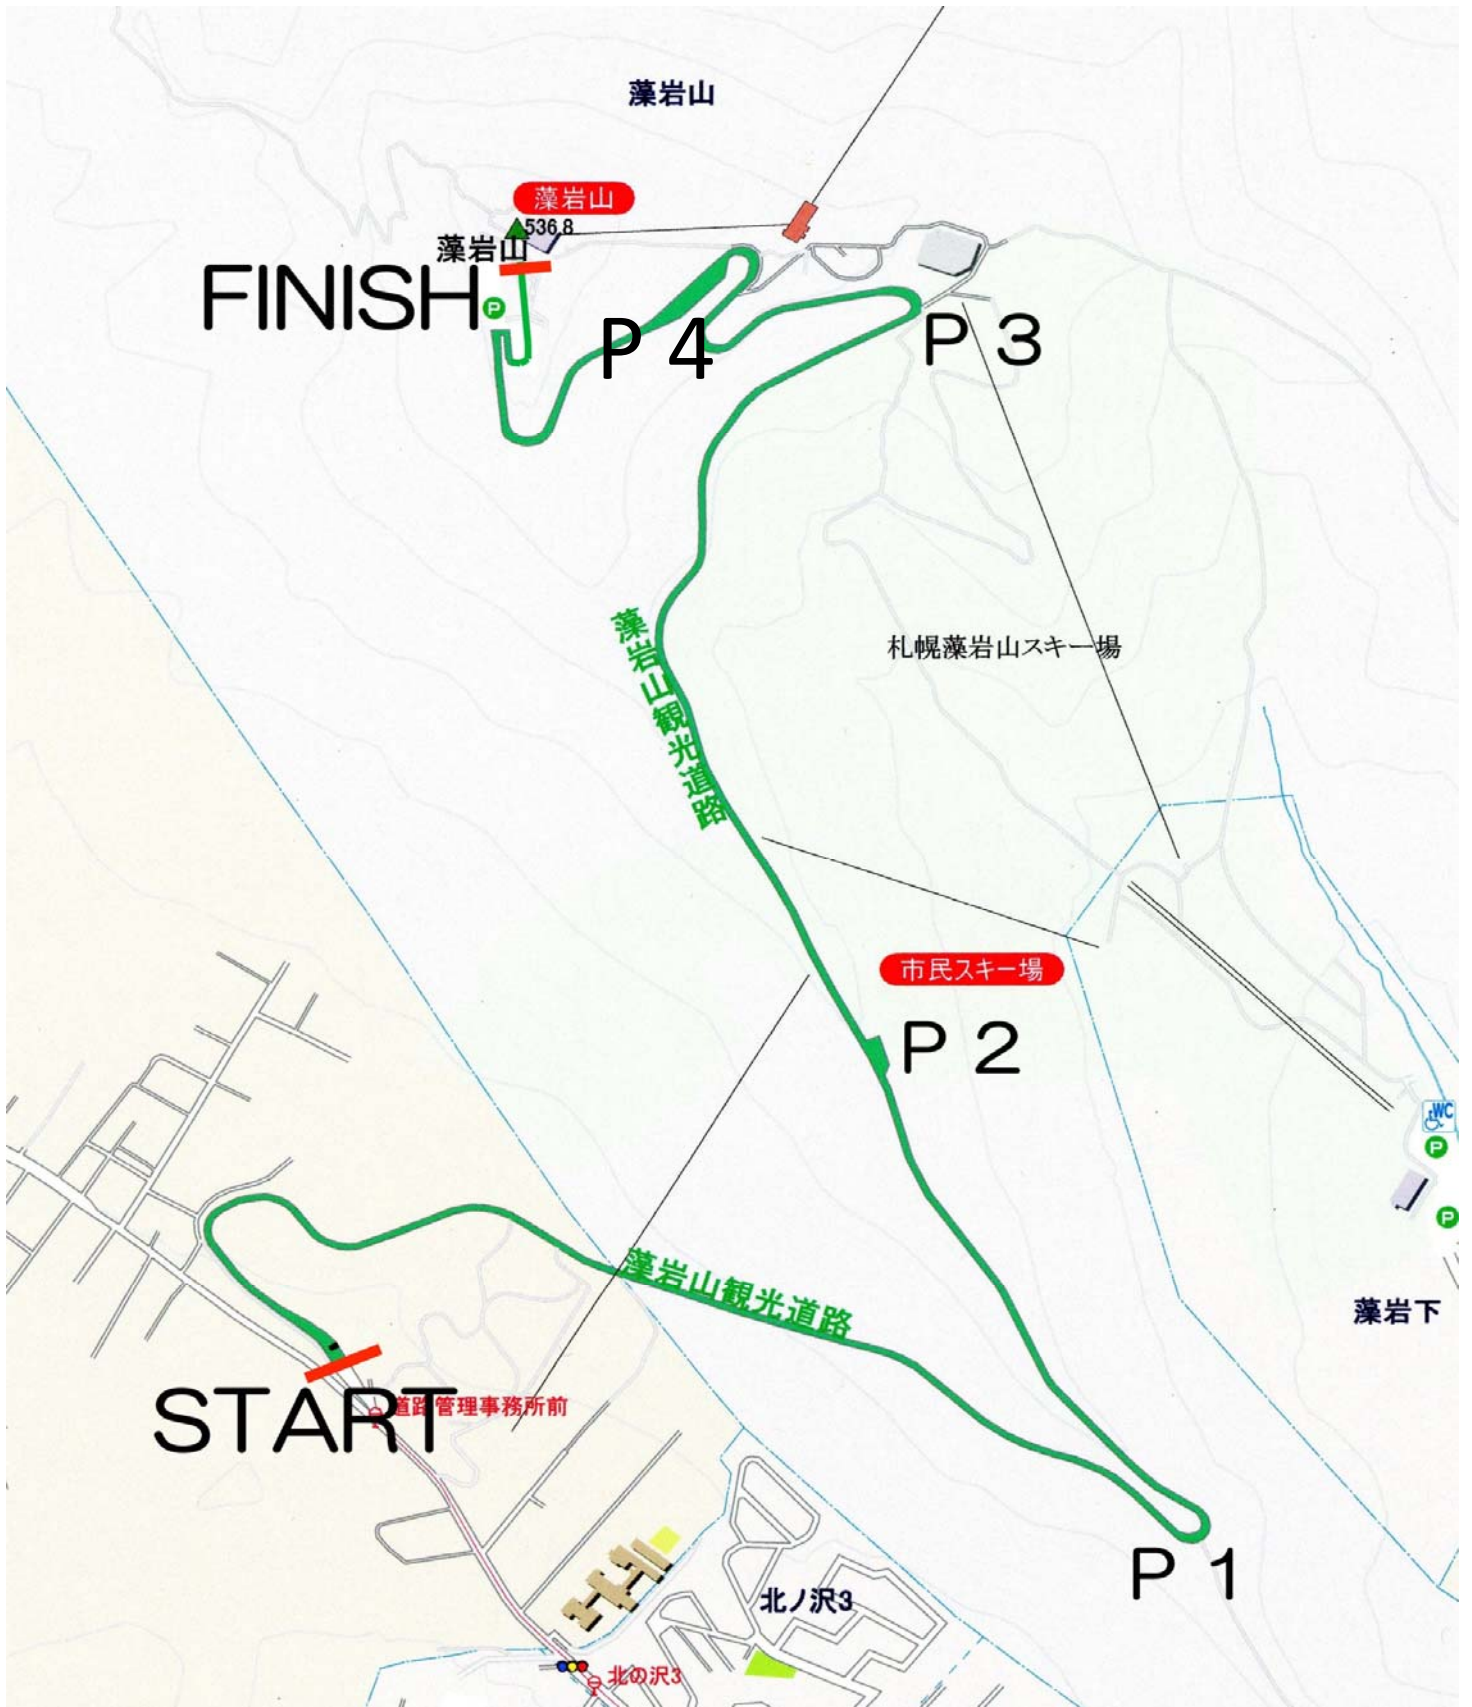 藻岩山
藻岩山
536.8
藻岩山
FINISH
P
P 4
P 3
藻岩山観光道路
札幌藻岩山スキー場
市民スキー場
P 2
WC
P
P
藻岩山観光道路
藻岩下
START
道路管理事務所前
P 1
北ノ沢3
北の沢3